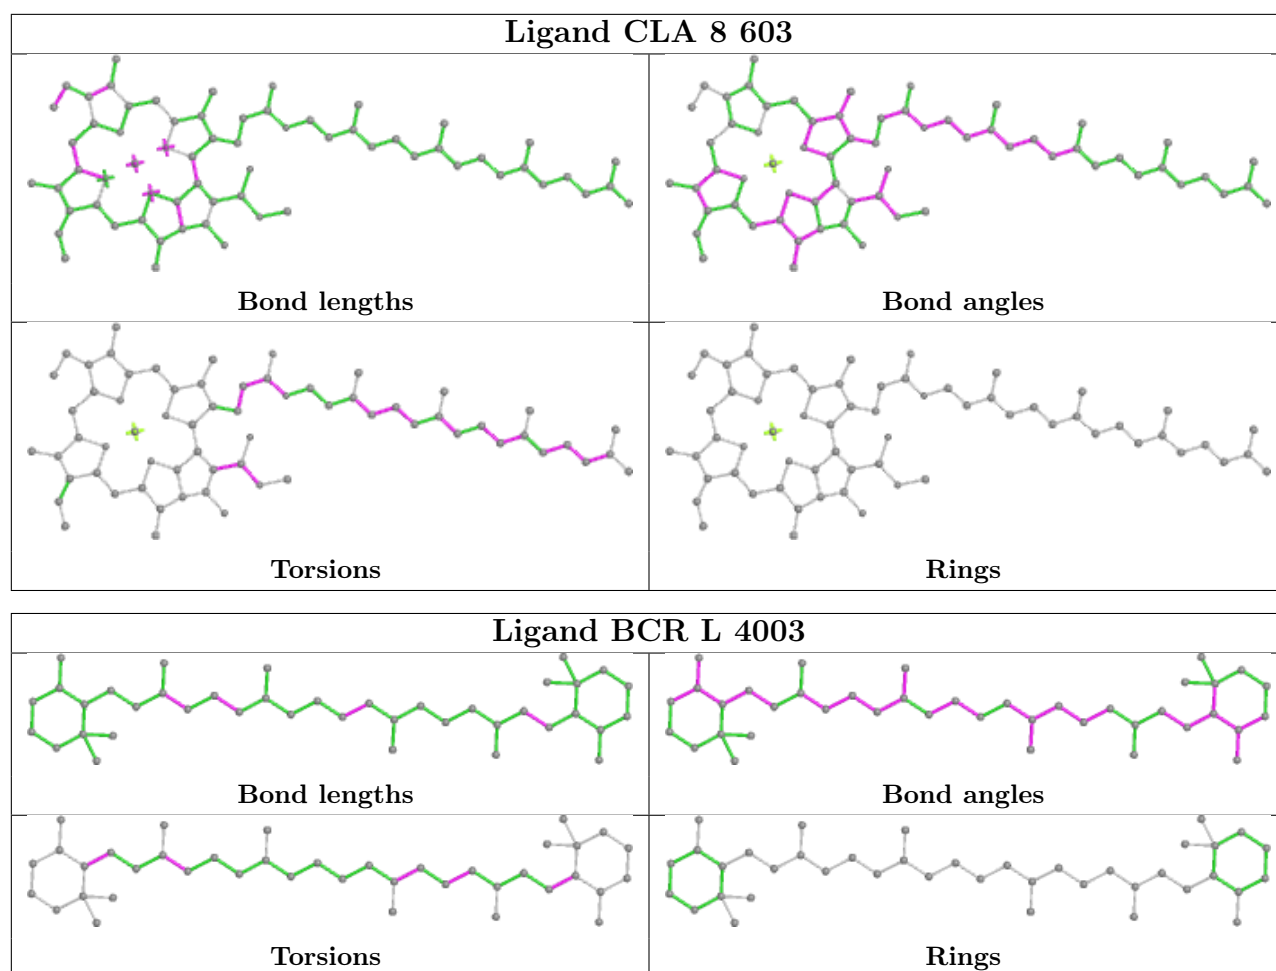 Ligand CLA 8 603
Bond lengths
Bond angles
Torsions
Rings
Ligand BCR L 4003
Bond lengths
Bond angles
Torsions
Rings